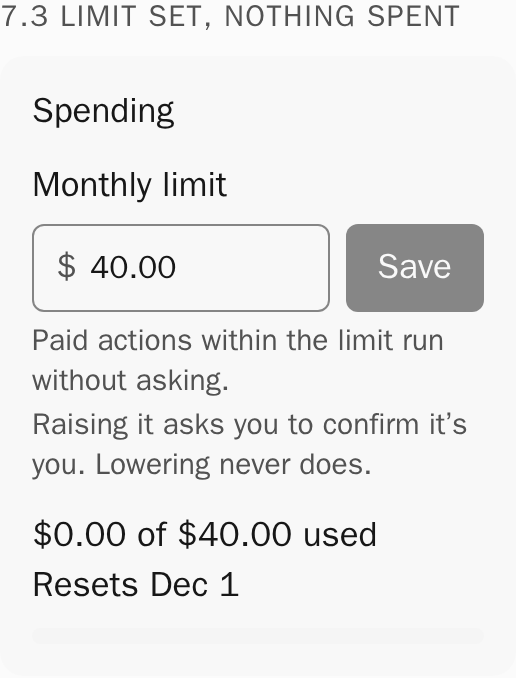 7.3 LIMIT SET, NOTHING SPENT
Spending
Monthly limit
$ 40.00
Save
Paid actions within the limit run
without asking.
Raising it asks you to confirm it’s
you. Lowering never does.
$0.00 of $40.00 used
Resets Dec 1